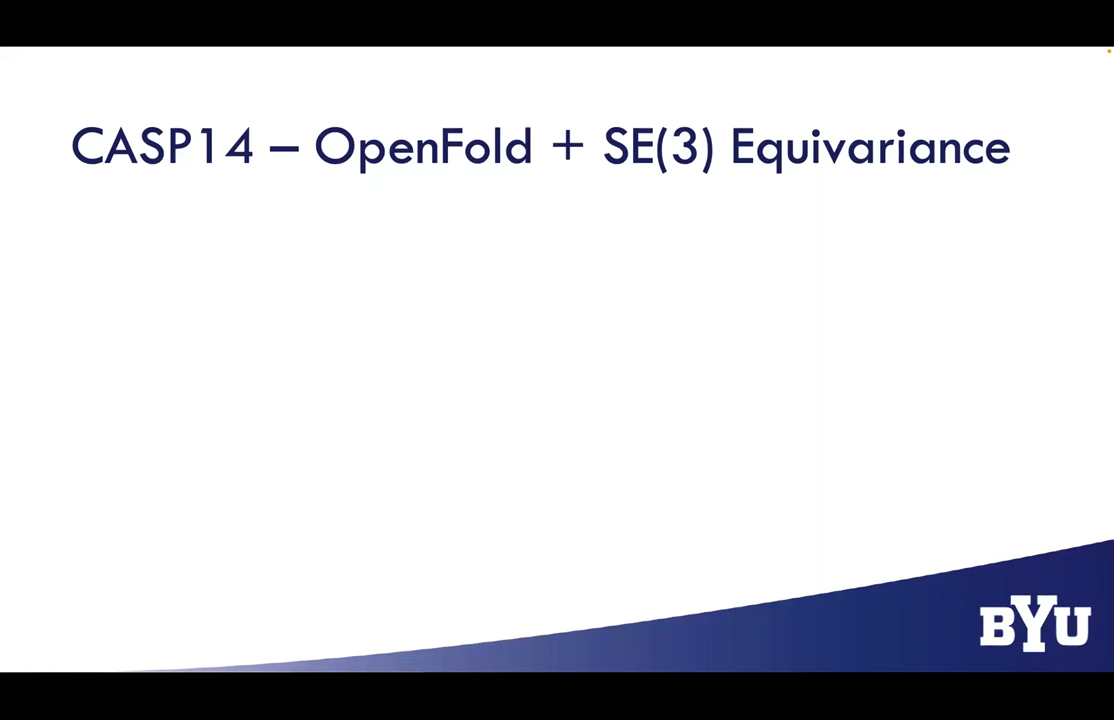 CASP14 – OpenFold + SE(3) Equivariance
BYU